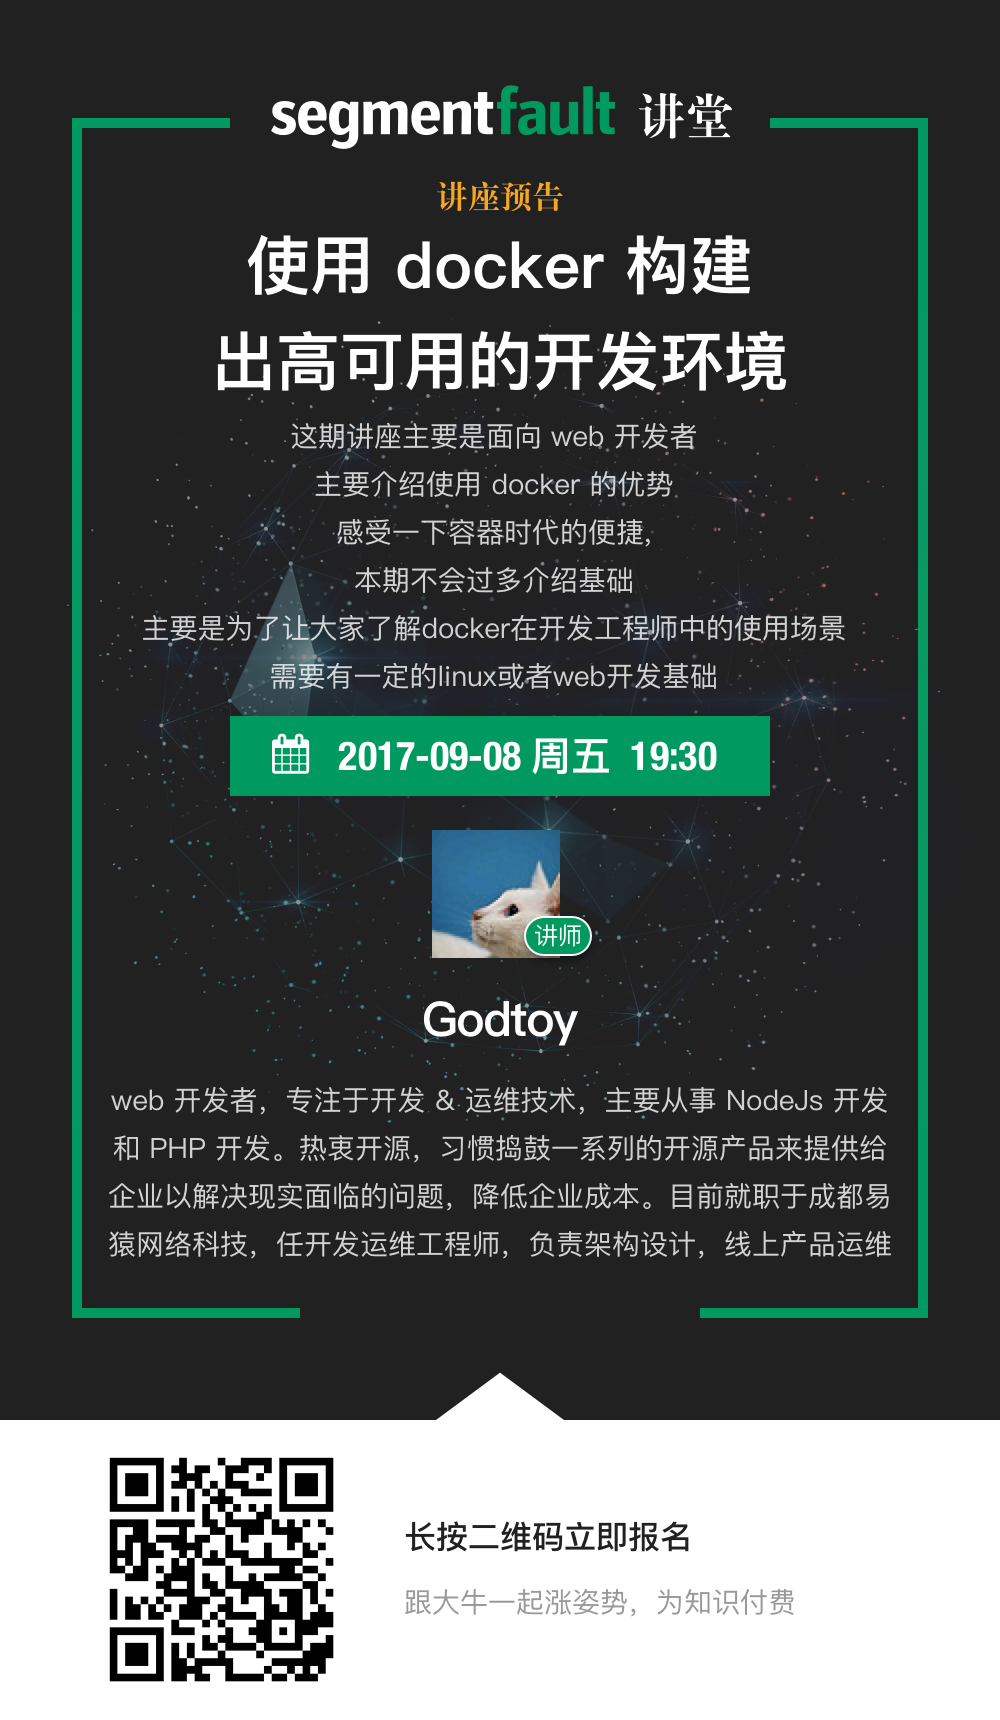 segmentfault 讲堂
讲座预告
使用 docker 构建
出高可用的开发环境
这期讲座主要是面向 web 开发者
主要介绍使用 docker 的优势
感受一下容器时代的便捷,
本期不会过多介绍基础
主要是为了让大家了解docker在开发工程师中的使用场景
需要有一定的linux或者web开发基础
2017-09-08 周五 19:30
讲师
Godtoy
web 开发者，专注于开发 & 运维技术，主要从事 NodeJs 开发
和 PHP 开发。热衷开源，习惯捣鼓一系列的开源产品来提供给
企业以解决现实面临的问题，降低企业成本。目前就职于成都易
猿网络科技，任开发运维工程师，负责架构设计，线上产品运维
长按二维码立即报名
跟大牛一起涨姿势，为知识付费